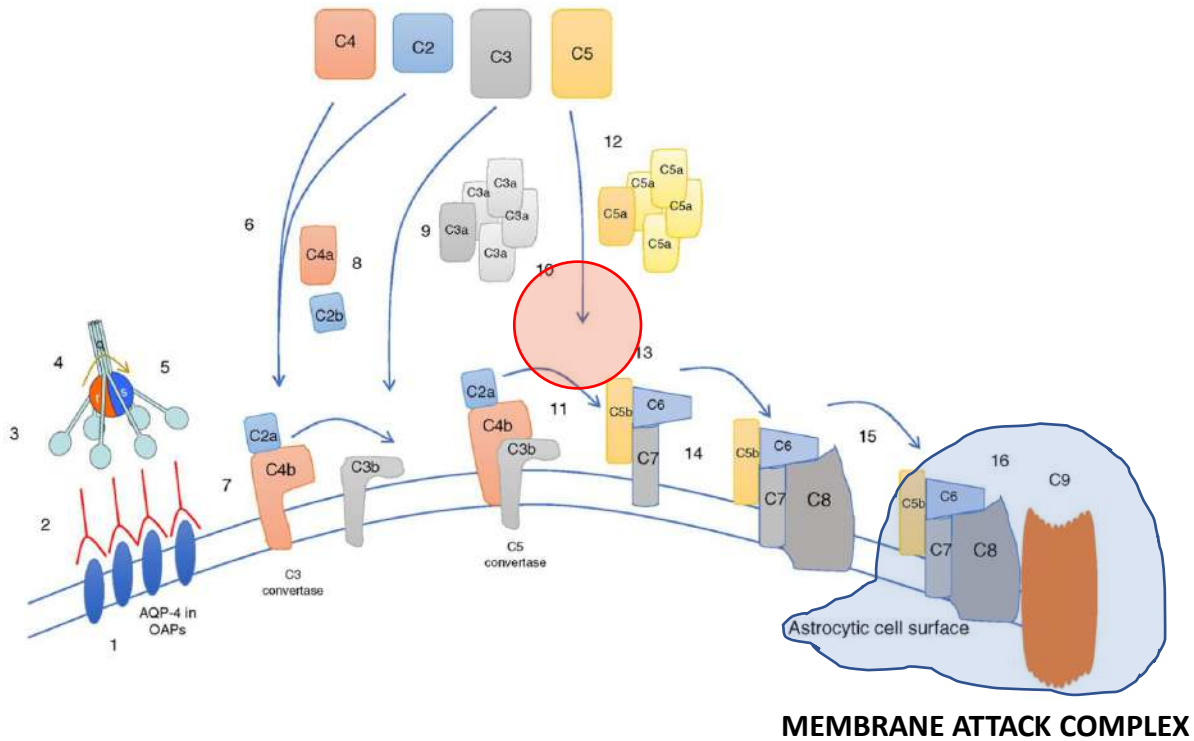 C4
C2
C3
C5
12
C3a
C3a
C3a
C3a
C3a
C5a
C5a
C5a
C5a
C5a
6
9
C4a
8
10
C2b
q
4
5
r
s
3
13
C2a
11
C5b
C6
C2a
C4b
C3b
C4b
C3b
C7
14
C5b
C6
15
16
C9
7
C7
C8
C5b
C6
2
C7
C8
C5
convertase
C3
convertase
AQP-4 in
OAPs
1
Astrocytic cell surface
MEMBRANE ATTACK COMPLEX